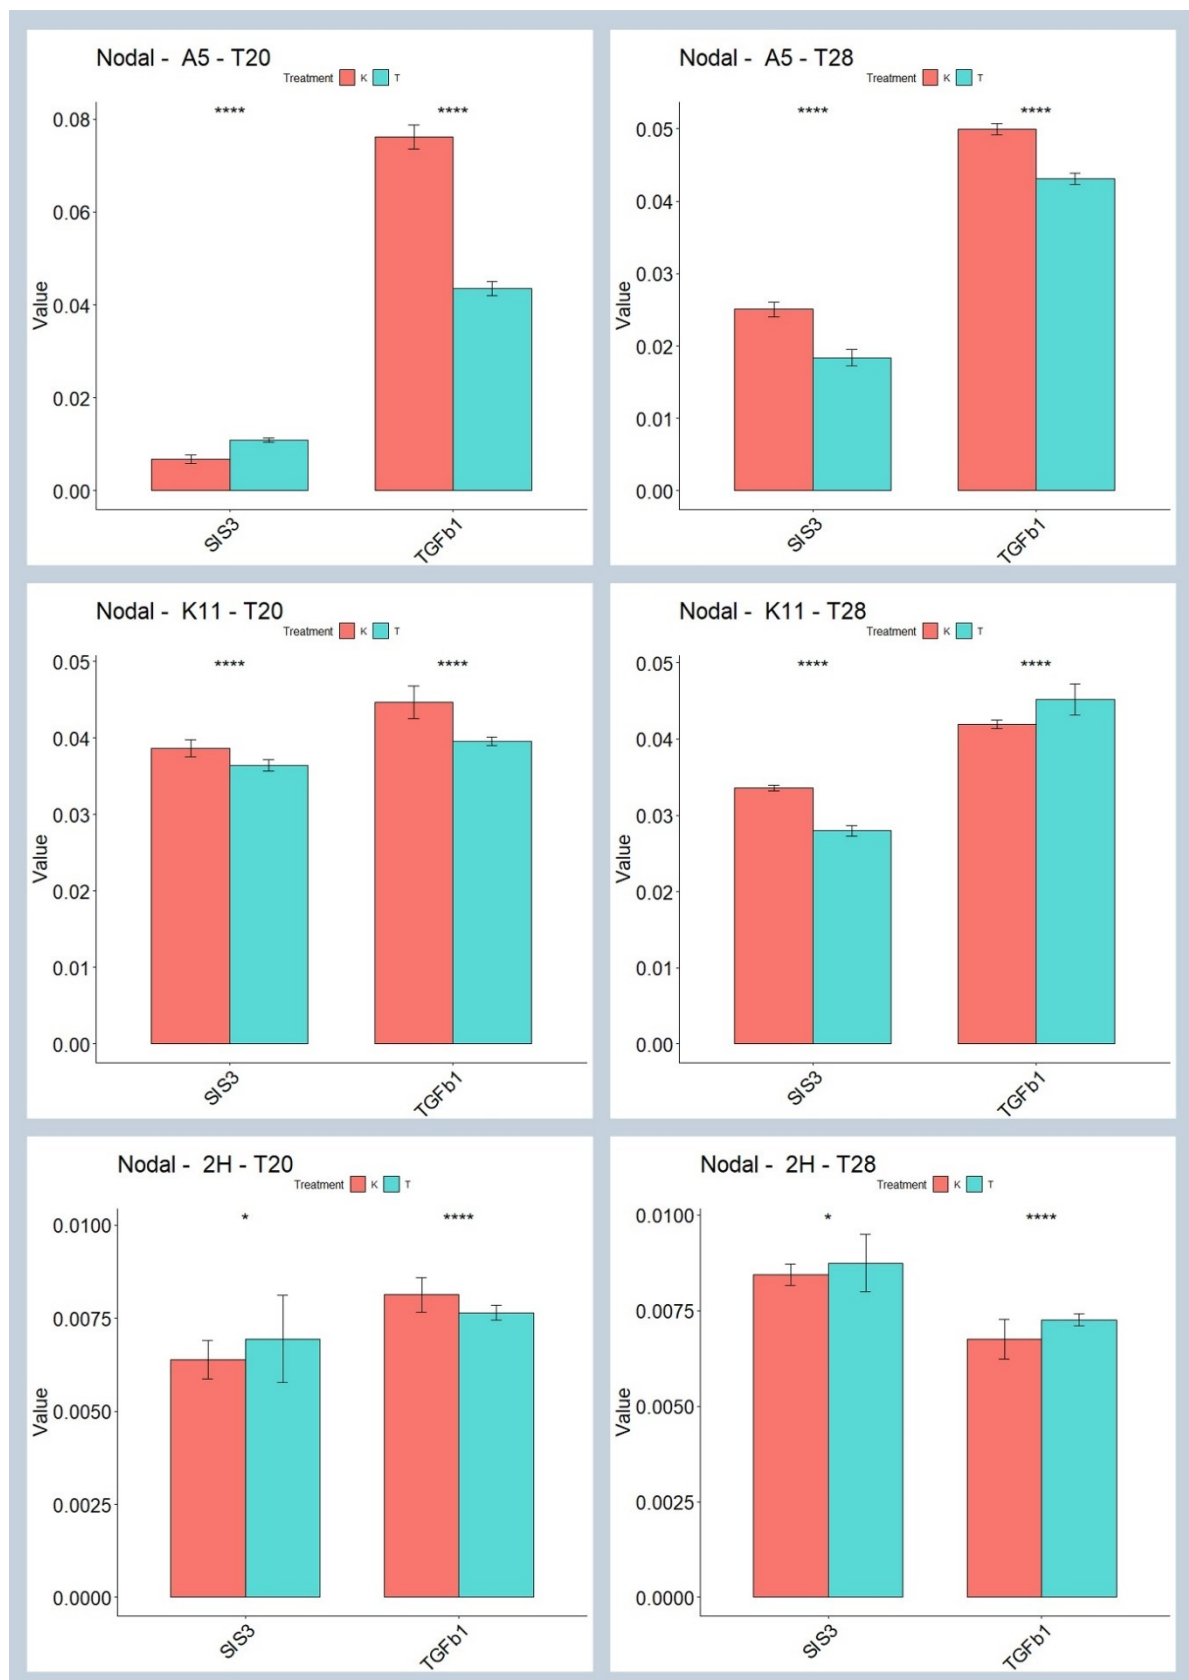 Nodal -  A5 - T20
Treatment K T
****
****
0.08
0.06
0.04
0.02
0.00
Value
SIS3
TGFb1
Nodal -  A5 - T28
Treatment K T
****
****
0.05
0.04
0.03
0.02
0.01
0.00
Value
SIS3
TGFb1
Nodal -  K11 - T20
Treatment K T
****
****
0.05
0.04
0.03
0.02
0.01
0.00
Value
SIS3
TGFb1
Nodal -  K11 - T28
Treatment K T
****
****
0.05
0.04
0.03
0.02
0.01
0.00
Value
SIS3
TGFb1
Nodal -  2H - T20
Treatment K T
*
****
0.0100
0.0075
0.0050
0.0025
0.0000
Value
SIS3
TGFb1
Nodal -  2H - T28
Treatment K T
*
****
0.0100
0.0075
0.0050
0.0025
0.0000
Value
SIS3
TGFb1